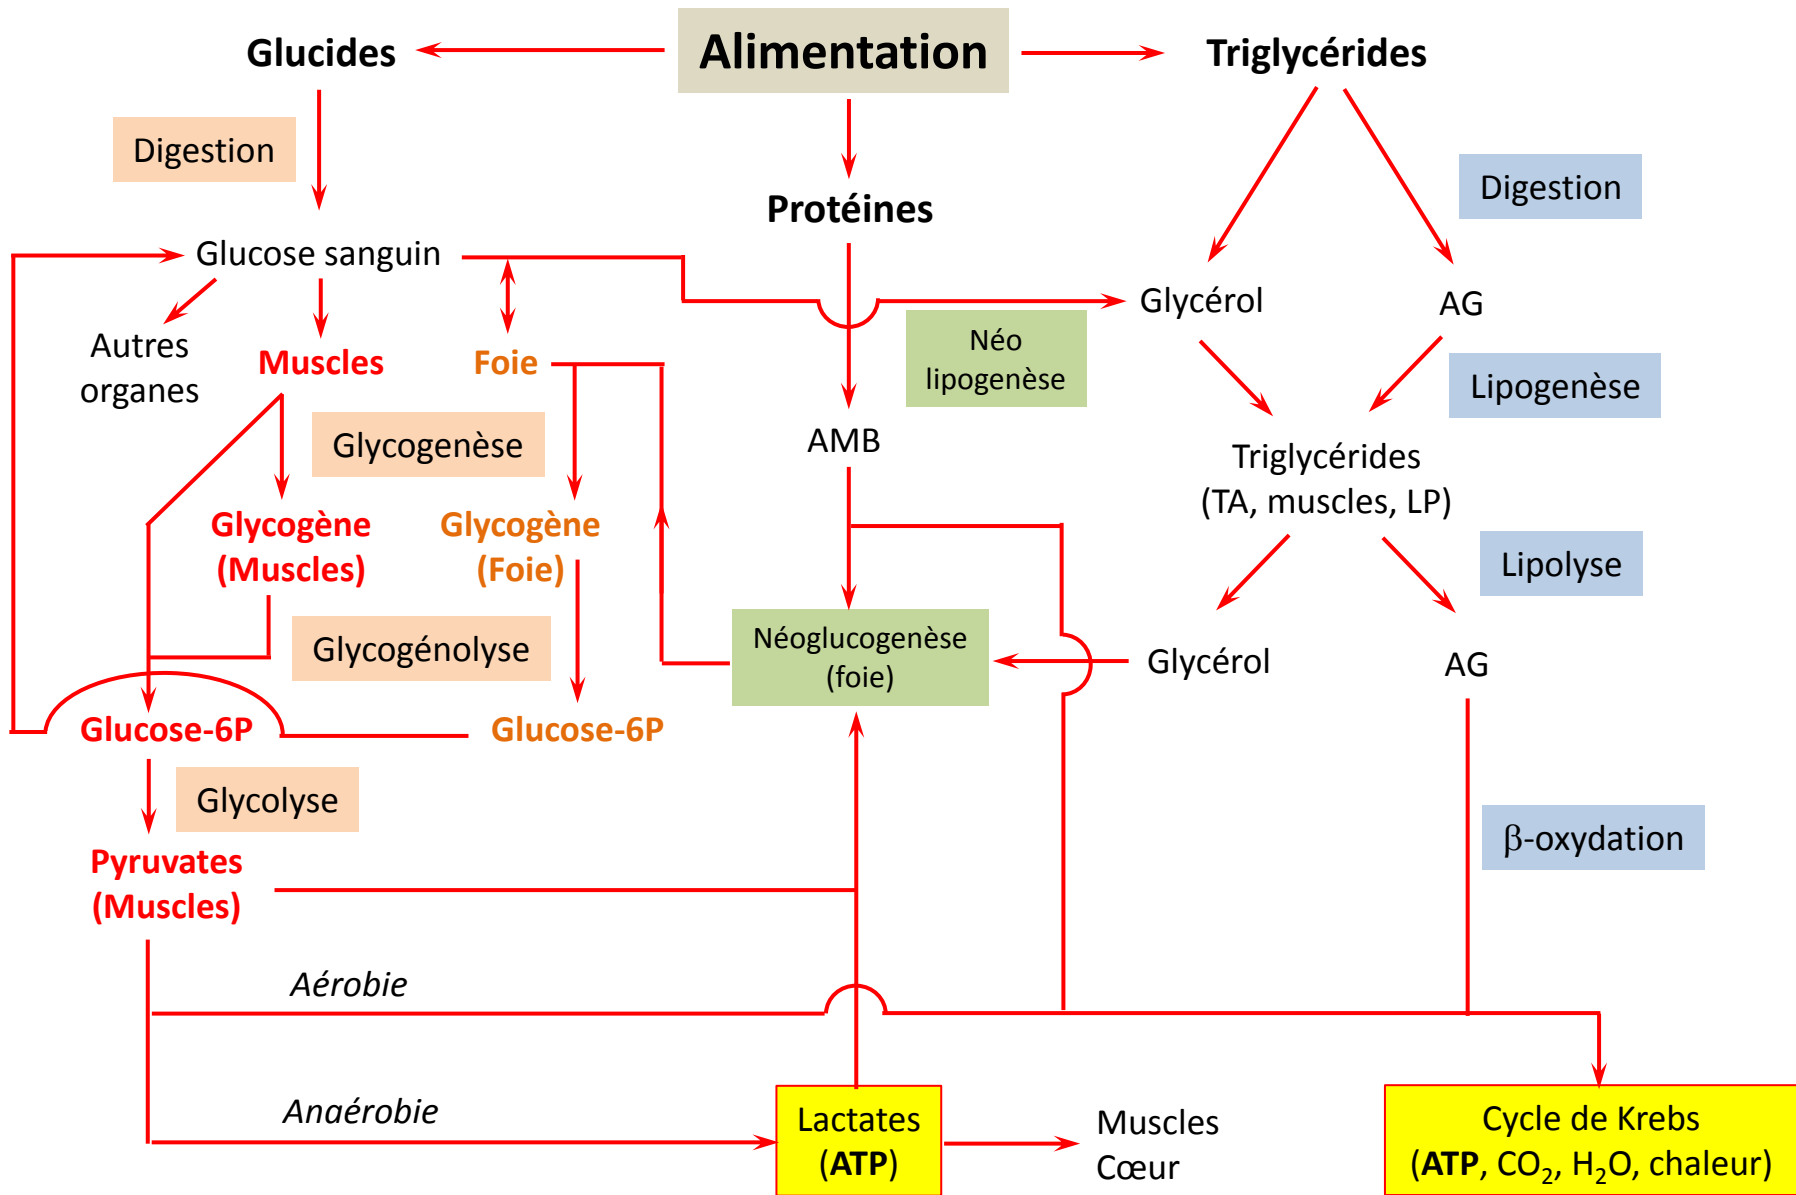 Glucides
Alimentation
Triglycérides
Digestion
Protéines
Digestion
Glucose sanguin
Glycérol
AG
Autres
organes
Muscles
Foie
Néo
lipogenèse
Lipogenèse
Glycogenèse
AMB
Triglycérides
(TA, muscles, LP)
Glycogène
(Muscles)
Glycogène
(Foie)
Lipolyse
Glycogénolyse
Néoglucogenèse
(foie)
Glycérol
AG
Glucose-6P
Glucose-6P
Glycolyse
β-oxydation
Pyruvates
(Muscles)
Aérobie
Anaérobie
Lactates
(ATP)
Muscles
Cœur
Cycle de Krebs
(ATP, CO₂, H₂O, chaleur)